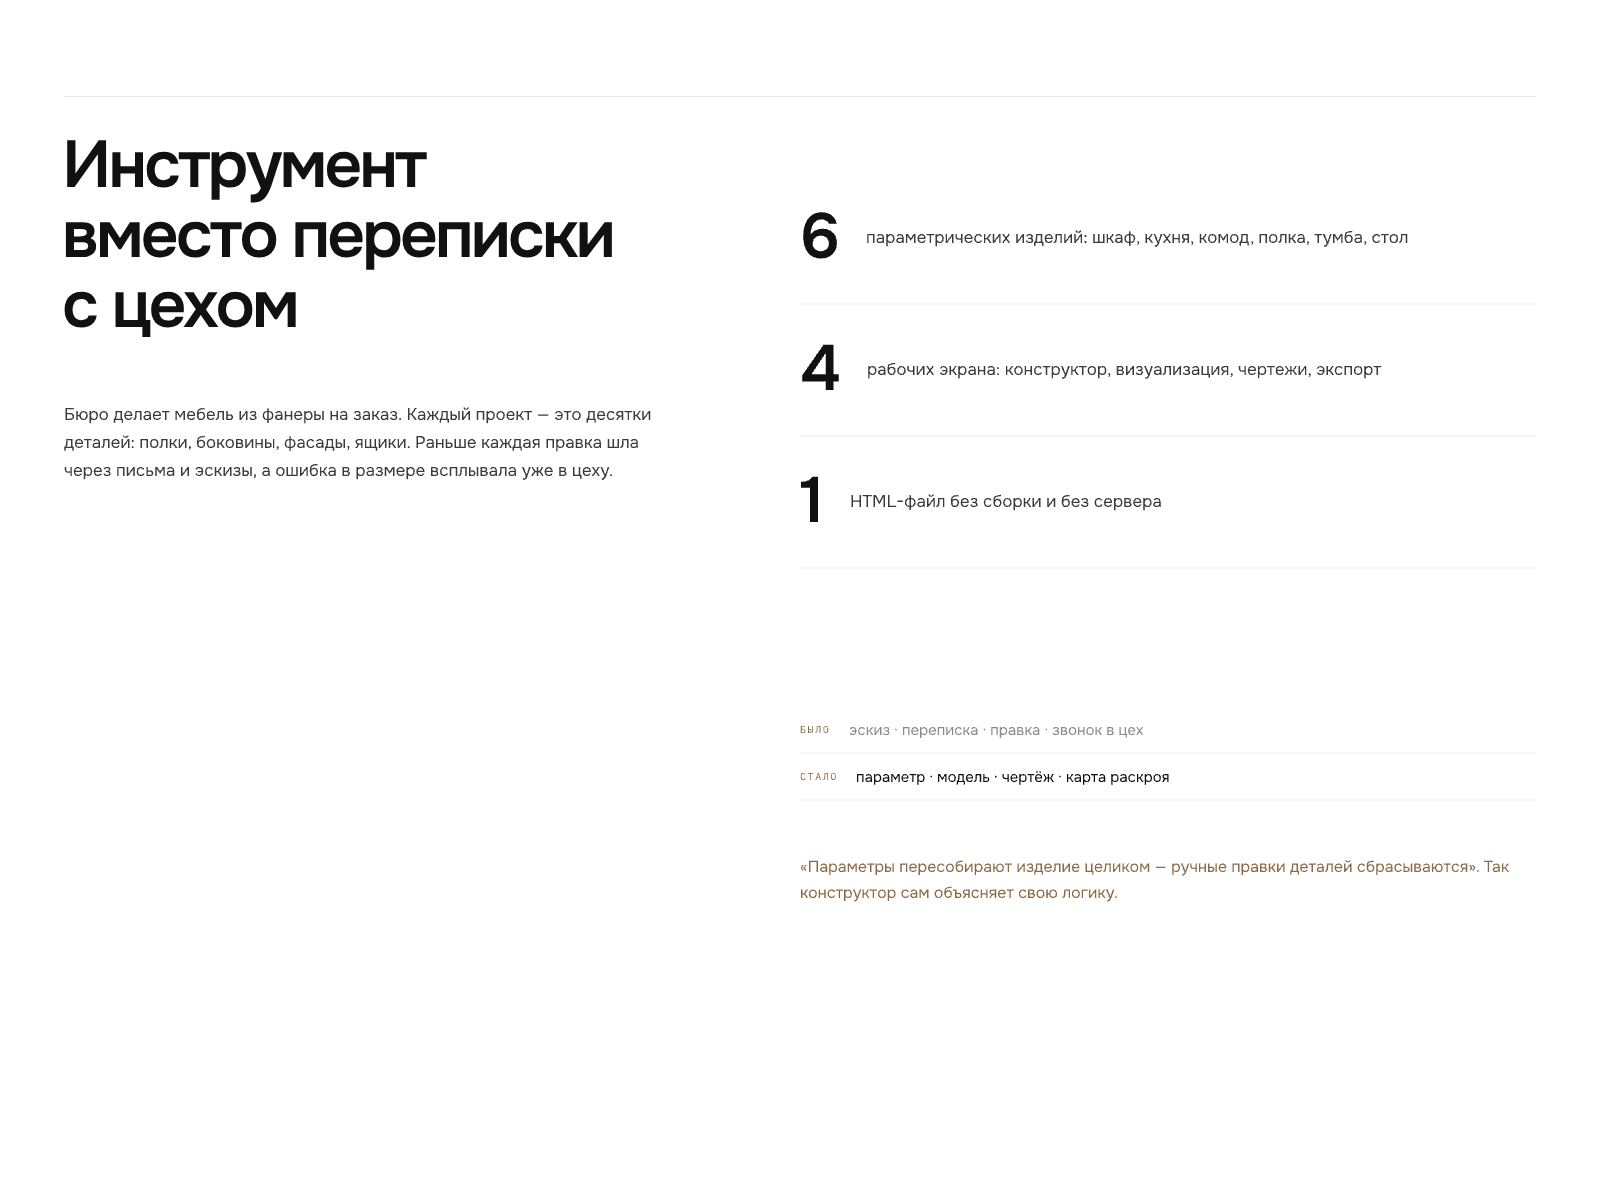 Инструмент
вместо переписки
с цехом
Бюро делает мебель из фанеры на заказ. Каждый проект — это десятки
деталей: полки, боковины, фасады, ящики. Раньше каждая правка шла
через письма и эскизы, а ошибка в размере всплывала уже в цеху.
6 параметрических изделий: шкаф, кухня, комод, полка, тумба, стол
4 рабочих экрана: конструктор, визуализация, чертежи, экспорт
1 HTML-файл без сборки и без сервера
БЫЛО эскиз · переписка · правка · звонок в цех
СТАЛО параметр · модель · чертёж · карта раскроя
«Параметры пересобирают изделие целиком — ручные правки деталей сбрасываются». Так
конструктор сам объясняет свою логику.